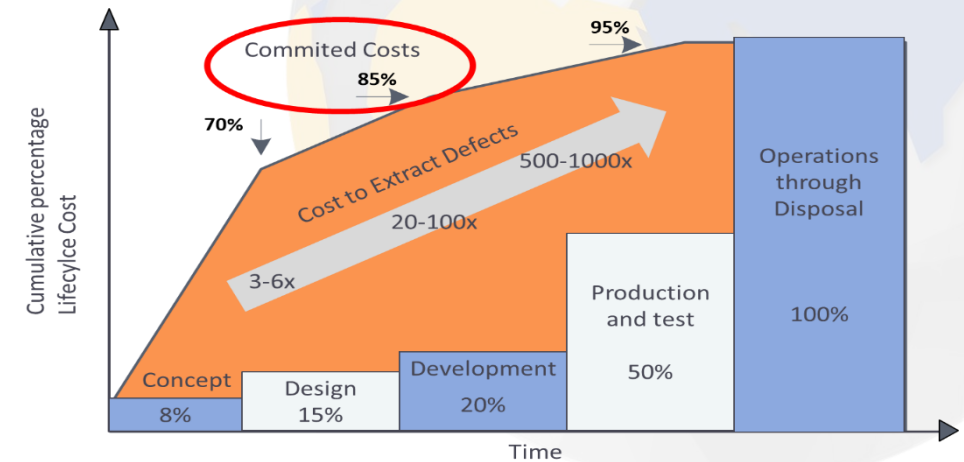 Cumulative percentage
Lifecylce Cost
Commited Costs
70%
85%
95%
Cost to Extract Defects
3-6x
20-100x
500-1000x
Concept
8%
Design
15%
Development
20%
Production
and test
50%
Operations
through
Disposal
100%
Time